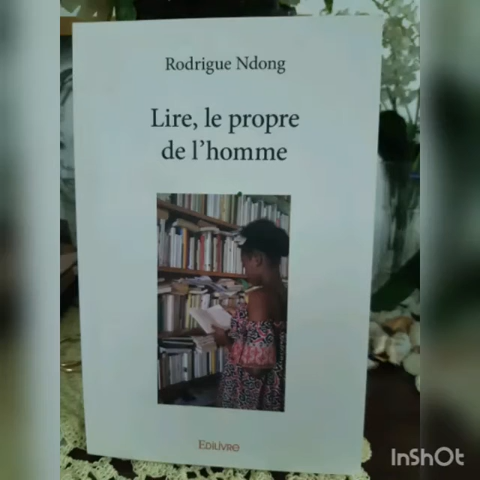 Rodrigue Ndong
Lire, le propre
de l'homme
EDILIVRE
InShOt